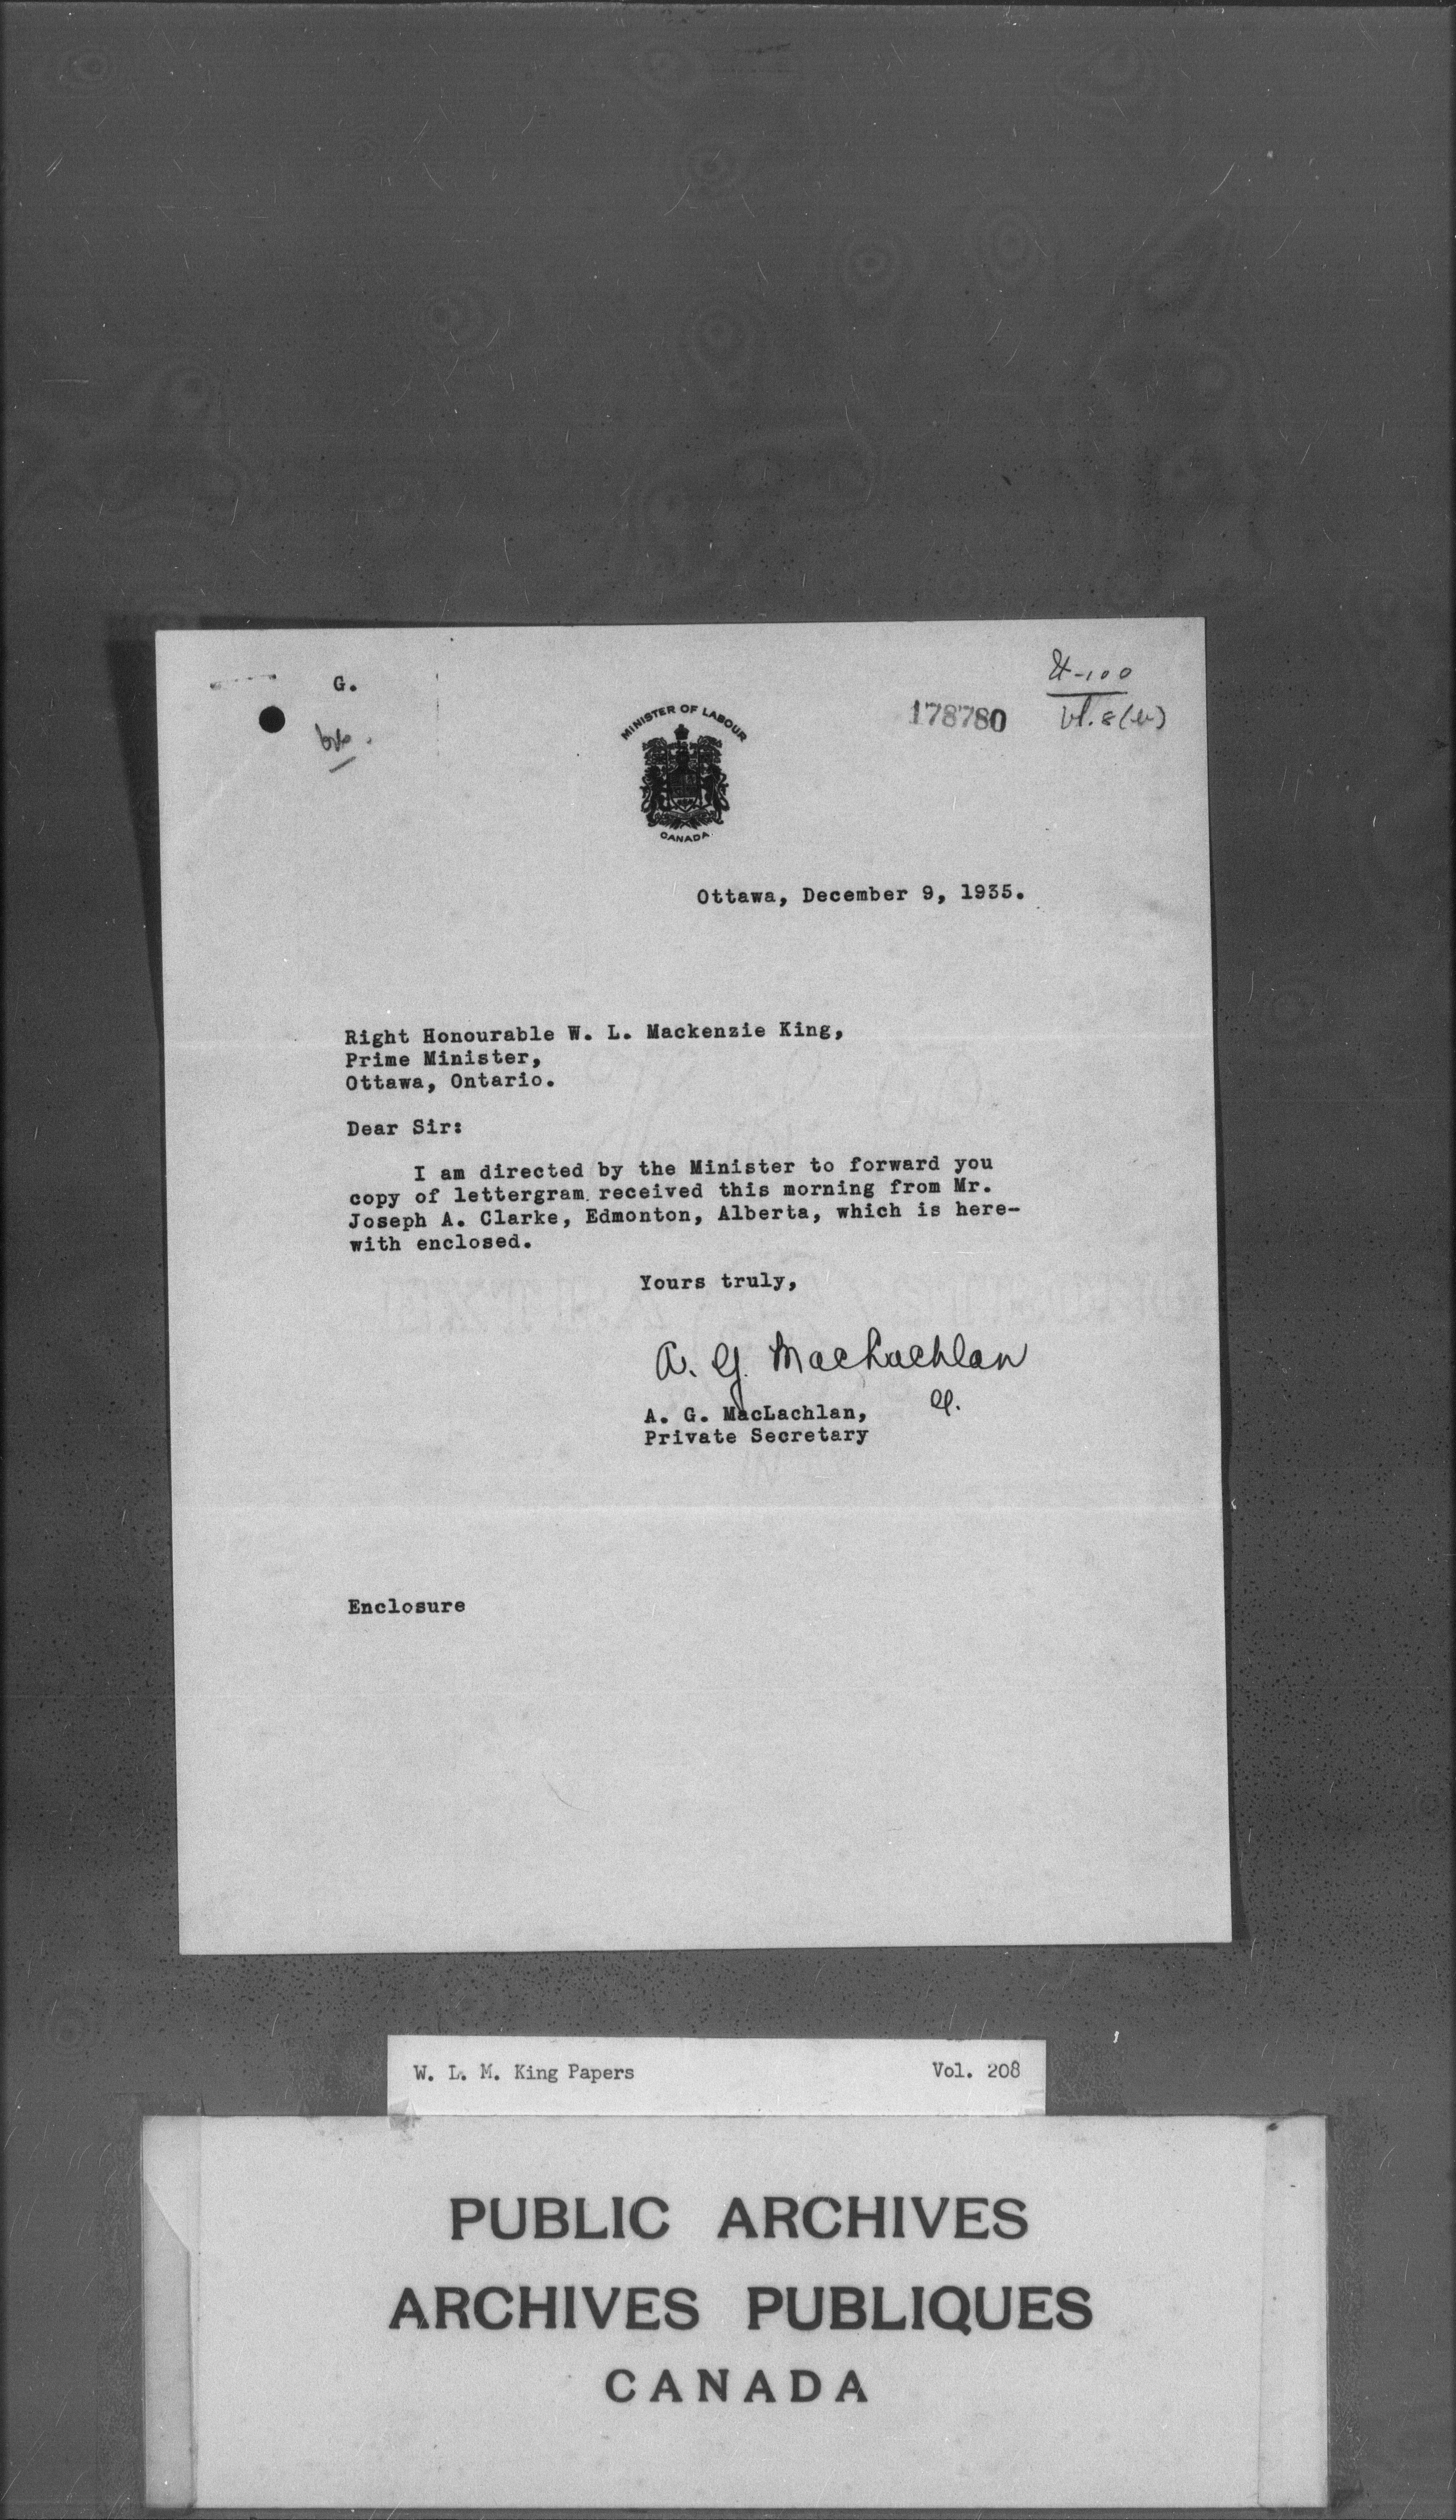 G.
178780
MINISTER OF LABOUR
CANADA
Ottawa, December 9, 1935.
Right Honourable W. L. Mackenzie King,
Prime Minister,
Ottawa, Ontario.
Dear Sir:
I am directed by the Minister to forward you
copy of lettergram received this morning from Mr.
Joseph A. Clarke, Edmonton, Alberta, which is here-
with enclosed.
Yours truly,
A. G. MacLachlan
A. G. MacLachlan,
Private Secretary
Enclosure
W. L. M. King Papers Vol. 208
PUBLIC ARCHIVES
ARCHIVES PUBLIQUES
CANADA